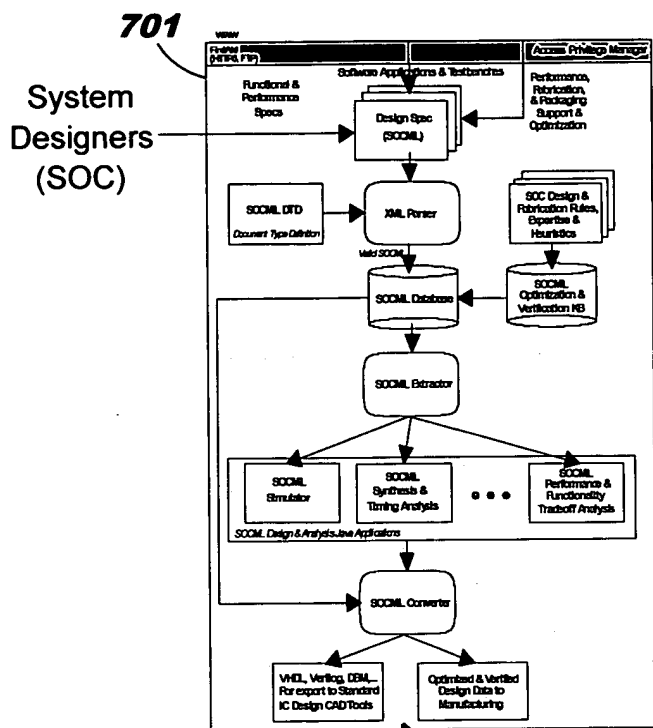 701
WWW
(HTTPd, FTP)
Access Privilege Manager
Software Applications & Testbenches
Functional &
Performance
Specs
Performance,
Fabrication,
& Packaging
Support &
Optimization
System
Designers
(SOC)
Design Spec
(SOCML)
SOCML DTD
Document Type Definition
XML Parser
SOC Design &
Fabrication Rules,
Expertise &
Heuristics
Valid SOCML
SOCML Database
SOCML
Optimization &
Verification KB
SOCML Extractor
SOCML
Simulator
SOCML
Synthesis &
Timing Analysis
SOCML
Performance &
Functionality
Tradeoff Analysis
SOCML Design & Analysis Java Applications
SOCML Converter
VHDL, Verilog, DBM,...
For export to Standard
IC Design CAD Tools
Optimized & Verified
Design Data to
Manufacturing